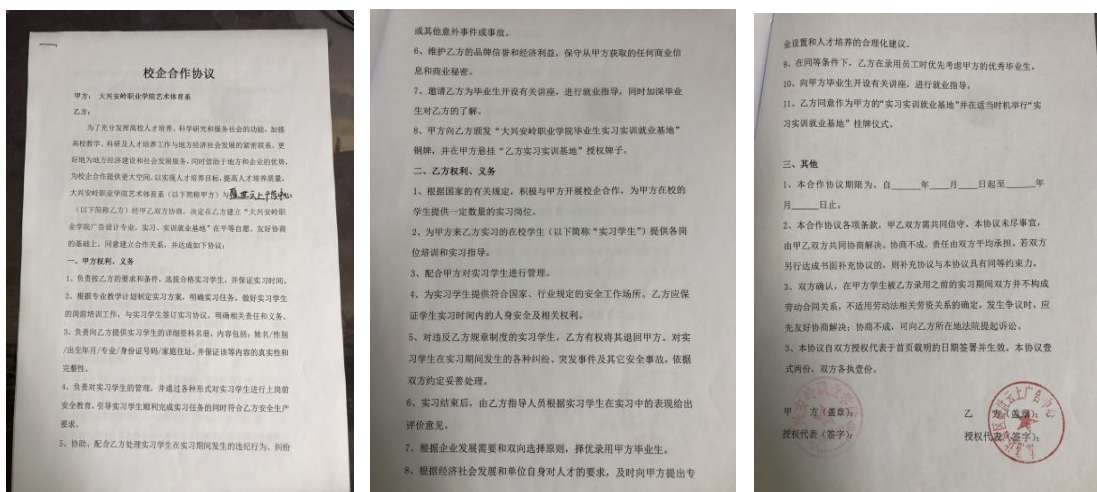 校企合作协议
甲方： 大兴安岭职业学院艺术体育系
乙方：
为了充分发挥高校人才培养、科学研究和服务社会的功能，加强
高校教学、科研及人才培养工作与地方经济社会发展的紧密联系，更
好地为地方经济建设和社会发展服务，同时借助于地方和企业的优势，
为校企合作提供更大空间，以实现人才培养目标，提高人才培养质量。
大兴安岭职业学院艺术体育系（以下简称甲方）与
（以下简称乙方）经甲乙双方协商，决定在乙方建立“大兴安岭职
业学院广告设计专业，实习、实训就业基地”在平等自愿、友好协商
的基础上，同意建立合作关系，并达成如下协议：
一、甲方权利、义务
1、负责按乙方的要求和条件，选拔合格实习学生，并保证实习时间。
2、根据专业教学计划制定实习方案，明确实习任务，做好实习学生
的岗前培训工作，与实习学生签订实习协议，明确相关责任和义务。
3、负责向乙方提供实习学生的详细资料名册，内容包括：姓名/性别
/出生年月/专业/身份证号码/家庭住址，并保证该等内容的真实性和
完整性。
4、负责对实习学生的管理，并通过各种形式对实习学生进行上岗前
安全教育，引导实习学生顺利完成实习任务的同时符合乙方安全生产
要求。
5、协助、配合乙方处理实习学生在实习期间发生的违纪行为、纠纷
或其他意外事件或事故。
6、维护乙方的品牌信誉和经济利益，保守从甲方获取的任何商业信
息和商业秘密。
7、邀请乙方为毕业生开设有关讲座，进行就业指导，同时加深毕业
生对乙方的了解。
8、甲方向乙方颁发“大兴安岭职业学院毕业生实习实训就业基地”
铜牌，并在甲方悬挂“乙方实习实训基地”授权牌子。
二、乙方权利、义务
1、根据国家的有关规定，积极与甲方开展校企合作，为甲方在校的
学生提供一定数量的实习岗位。
2、为甲方来乙方实习的在校学生（以下简称“实习学生”）提供各岗
位培训和实习指导。
3、配合甲方对实习学生进行管理。
4、为实习学生提供符合国家、行业规定的安全工作场所。乙方应保
证学生实习时间内的人身安全及相关权利。
5、对违反乙方规章制度的实习学生，乙方有权将其退回甲方。对实
习学生在实习期间发生的各种纠纷、突发事件及其它安全事故，依据
双方约定妥善处理。
6、实习结束后，由乙方指导人员根据实习学生在实习中的表现给出
评价意见。
7、根据企业发展需要和双向选择原则，择优录用甲方毕业生。
8、根据经济社会发展和单位自身对人才的要求，及时向甲方提出专
业设置和人才培养的合理化建议。
9、在同等条件下，乙方在录用员工时优先考虑甲方的优秀毕业生。
10、向甲方毕业生开设有关讲座，进行就业指导。
11、乙方同意作为甲方的“实习实训就业基地”并在适当时机举行“实
习实训就业基地”挂牌仪式。
三、其他
1、本合作协议期限为，自______年____月____日起至______年
月____日止。
2、本合作协议各项条款，甲乙双方需共同信守。本协议未尽事宜，
由甲乙双方共同协商解决。协商不成，责任由双方平均承担。若双方
另行达成书面补充协议的，则补充协议与本协议具有同等约束力。
3、双方确认，在甲方学生被乙方录用之前的实习期间双方并不构成
劳动合同关系，不适用劳动法相关劳资关系的确定，发生争议时，应
先友好协商解决；协商不成，可向乙方所在地法院提起诉讼。
3、本协议自双方授权代表于首页载明的日期签署并生效。本协议壹
式两份，双方各执壹份。
甲 方（盖章）： 乙 方（盖章）：
授权代表（签字）： 授权代表（签字）：